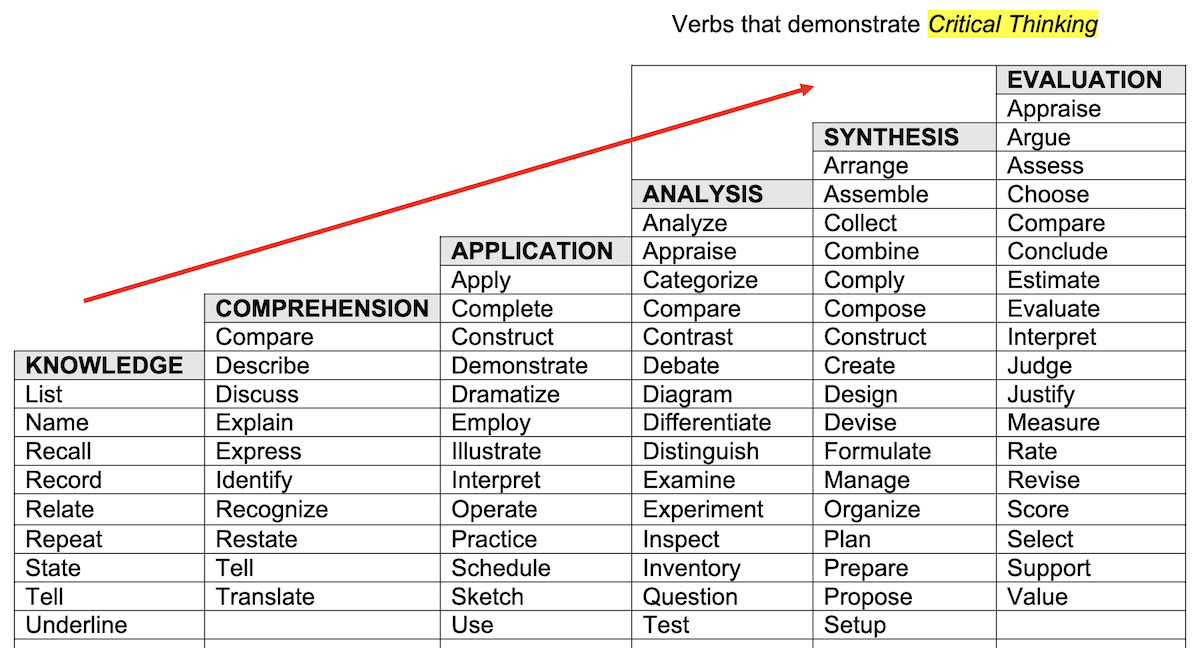 Verbs that demonstrate Critical Thinking
EVALUATION
Appraise
SYNTHESIS Argue
Arrange Assess
ANALYSIS Assemble Choose
Analyze Collect Compare
APPLICATION Appraise Combine Conclude
Apply Categorize Comply Estimate
COMPREHENSION Complete Compare Compose Evaluate
Compare Construct Contrast Construct Interpret
KNOWLEDGE Describe Demonstrate Debate Create Judge
List Discuss Dramatize Diagram Design Justify
Name Explain Employ Differentiate Devise Measure
Recall Express Illustrate Distinguish Formulate Rate
Record Identify Interpret Examine Manage Revise
Relate Recognize Operate Experiment Organize Score
Repeat Restate Practice Inspect Plan Select
State Tell Schedule Inventory Prepare Support
Tell Translate Sketch Question Propose Value
Underline Use Test Setup